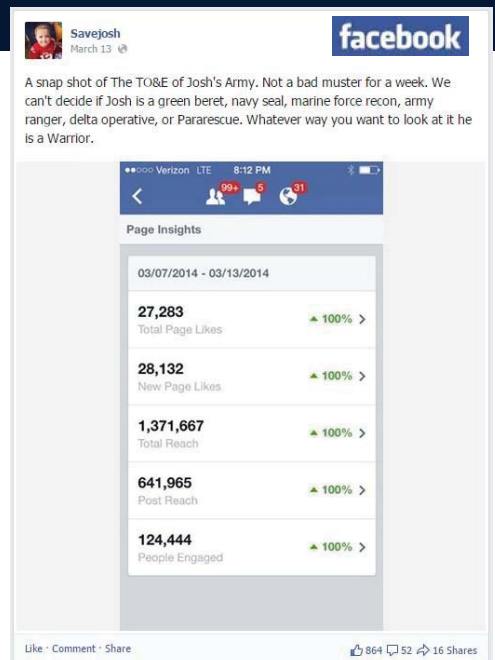 Savejosh
facebook
March 13
A snap shot of The TO&E of Josh's Army. Not a bad muster for a week. We
can't decide if Josh is a green beret, navy seal, marine force recon, army
ranger, delta operative, or Pararescue. Whatever way you want to look at it he
is a Warrior.
Verizon LTE 8:12 PM
99+ 5 31
Page Insights
03/07/2014 - 03/13/2014
27,283
Total Page Likes
100%
28,132
New Page Likes
100%
1,371,667
Total Reach
100%
641,965
Post Reach
100%
124,444
People Engaged
100%
Like · Comment · Share 864 52 16 Shares